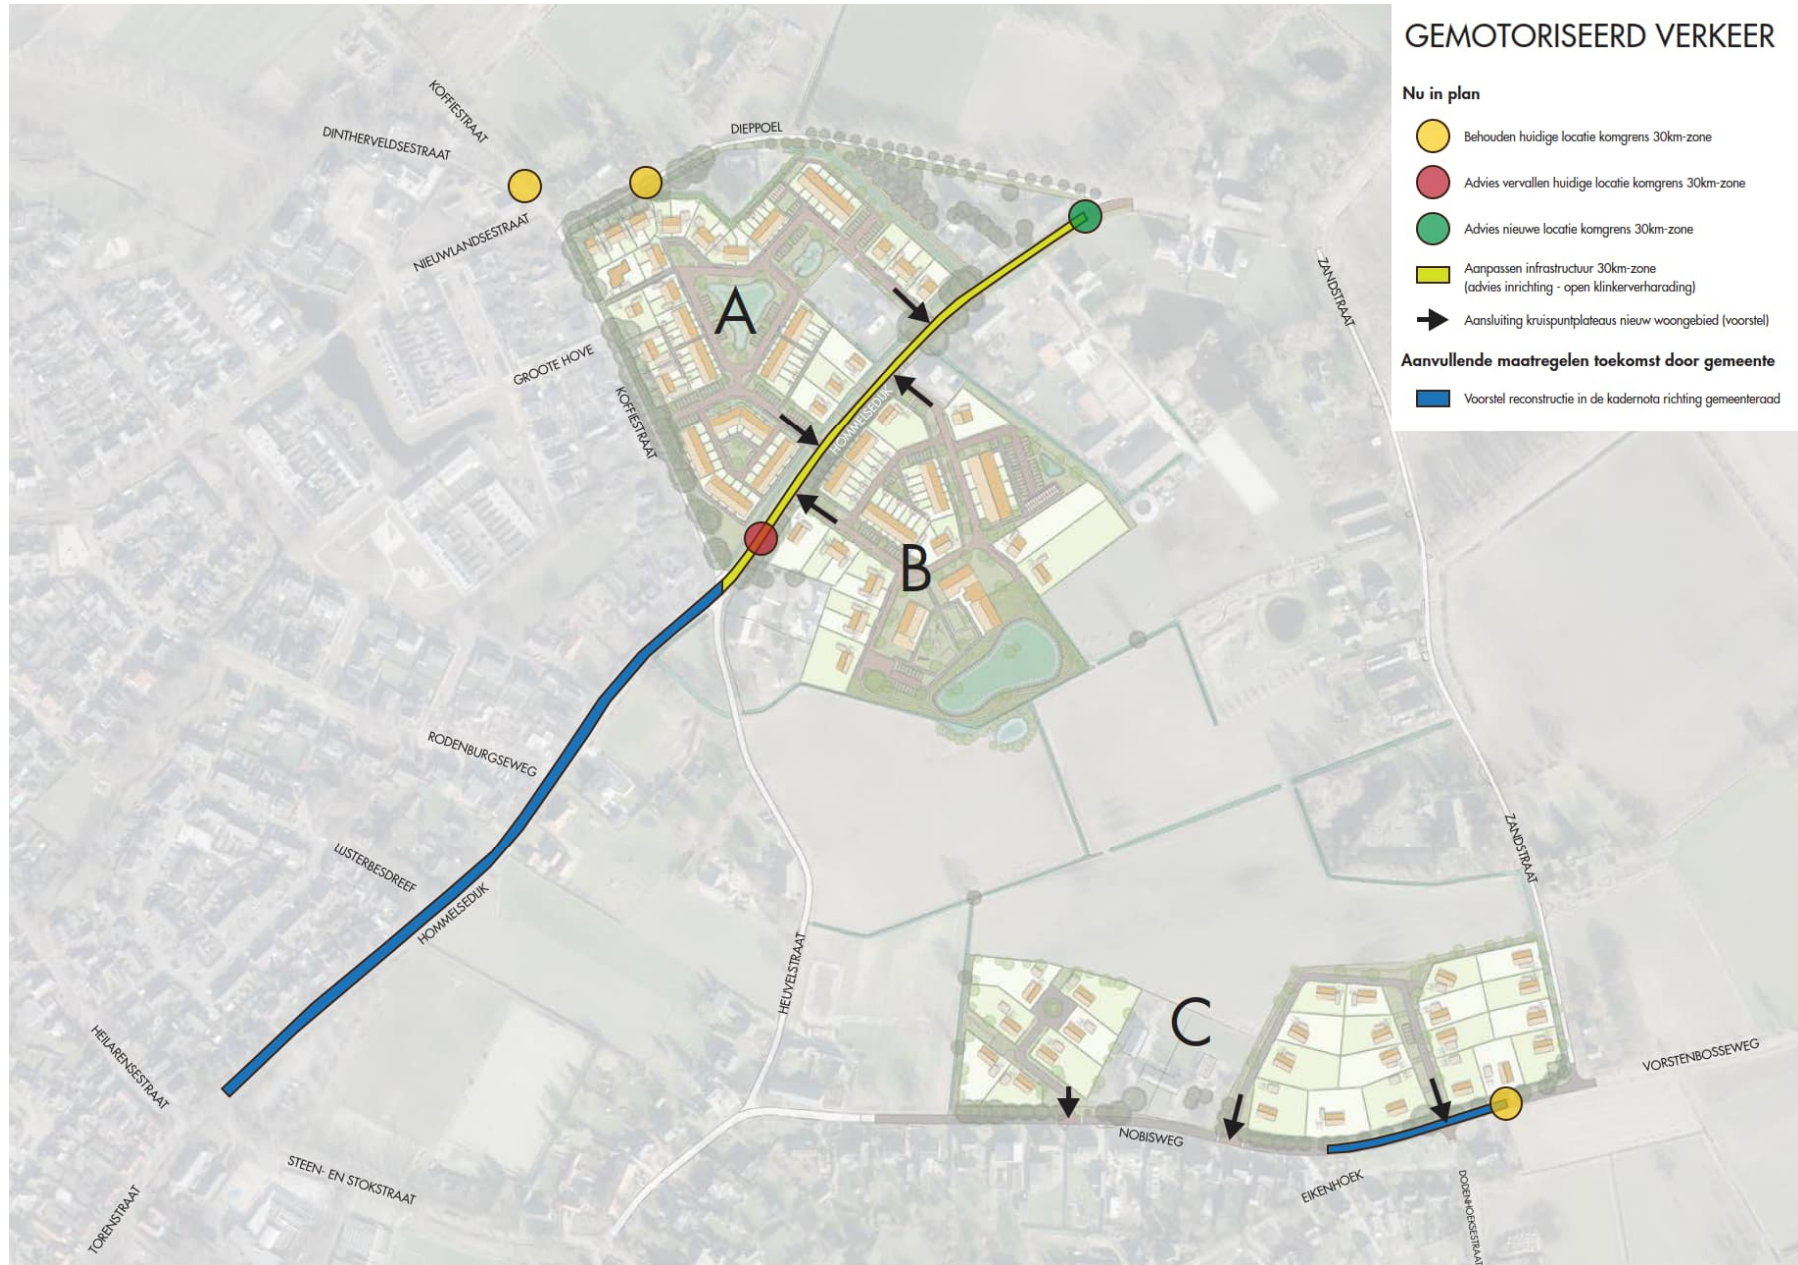 GEMOTORISEERD VERKEER
Nu in plan
Behouden huidige locatie komgrens 30km-zone
Advies vervallen huidige locatie komgrens 30km-zone
Advies nieuwe locatie komgrens 30km-zone
Aanpassen infrastructuur 30km-zone
(advies inrichting - open klinkerverharading)
Aansluiting kruispuntplateaus nieuw woongebied (voorstel)
Aanvullende maatregelen toekomst door gemeente
Voorstel reconstructie in de kadernota richting gemeenteraad
KOFFIESTRAAT
DINTHERVELDSESTRAAT
DIEPPOEL
NIEUWLANDSESTRAAT
ZANDSTRAAT
A
GROOTE HOVE
KOFFIESTRAAT
HOMMELSEDIJK
B
RODENBURGSEWEG
LIJSTERBESDREEF
HOMMELSEDIJK
ZANDSTRAAT
HEUVELSTRAAT
C
HEILARENSESTRAAT
VORSTENBOSSEWEG
NOBISWEG
STEEN- EN STOKSTRAAT
EIKENHOEK
DODENHOEKSESTRAAT
TORENSTRAAT